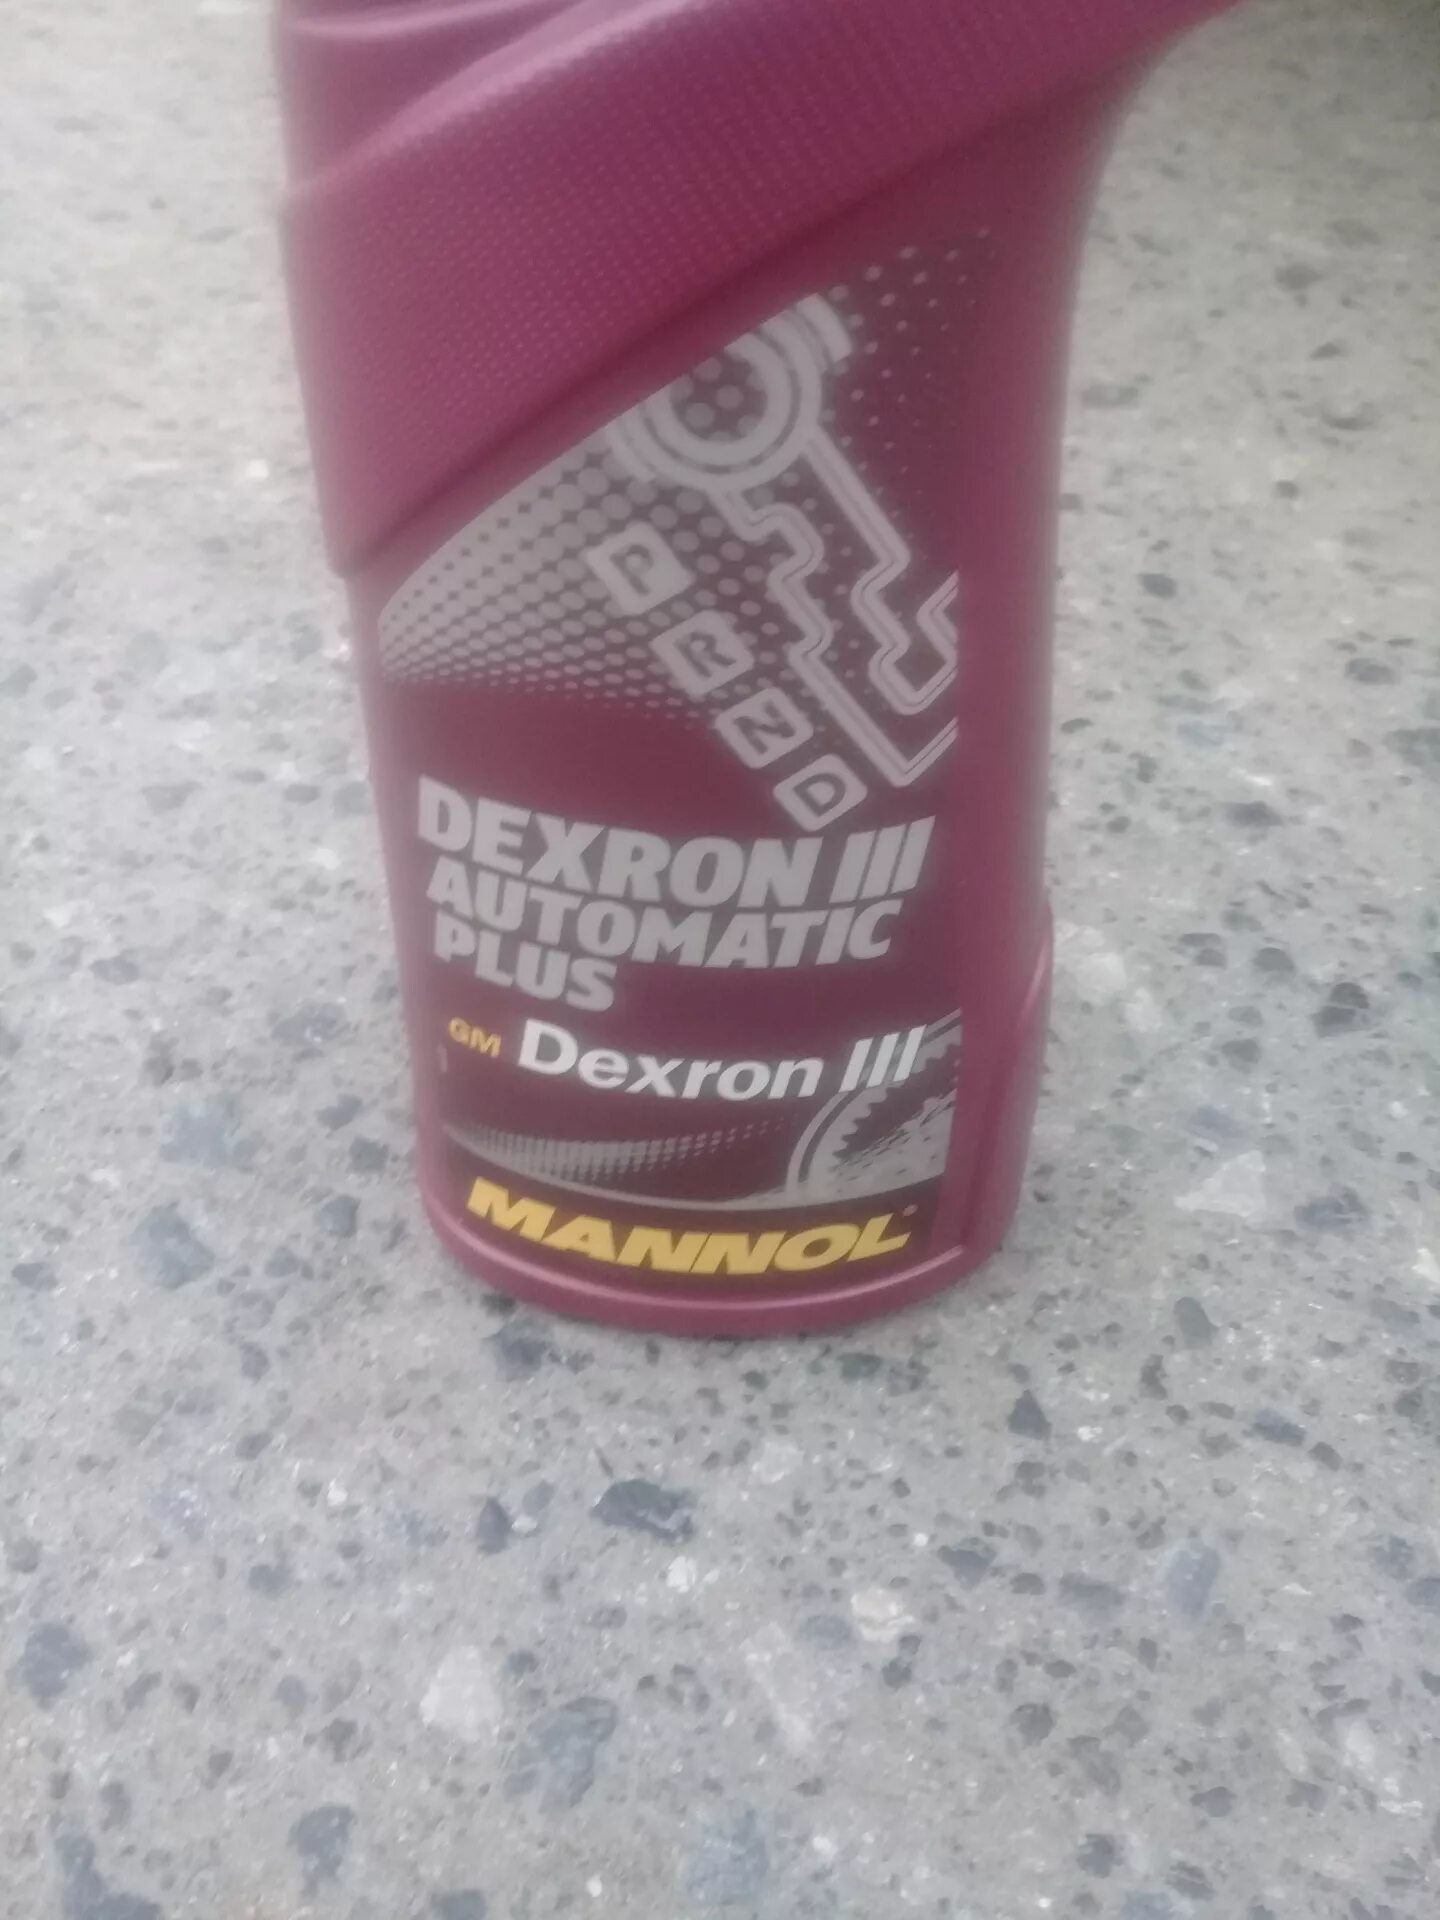 P
R
N
D
DEXRON III
AUTOMATIC
PLUS
GM Dexron III
MANNOL®